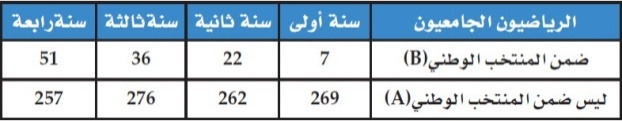 الرياضيون الجامعيون سنة أولى سنة ثانية سنة ثالثة سنة رابعة
ضمن المنتخب الوطني(B) 7 22 36 51
ليس ضمن المنتخب الوطني(A) 269 262 276 257